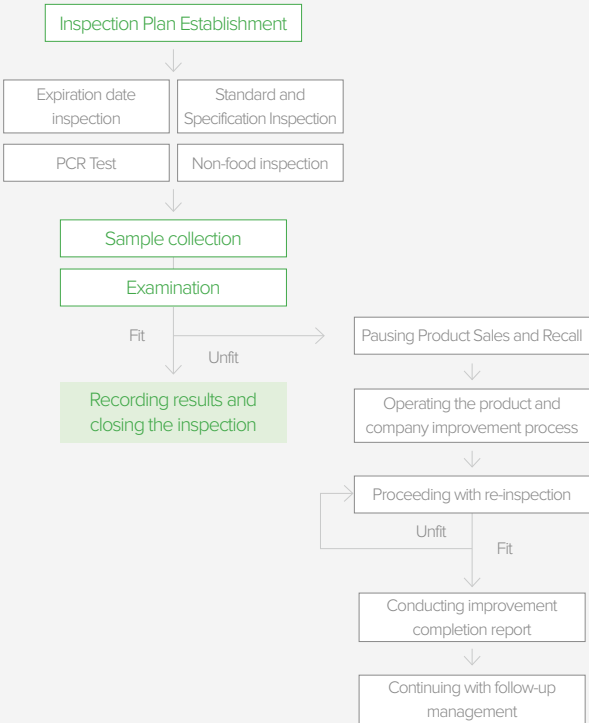 Inspection Plan Establishment
Expiration date
inspection
Standard and
Specification Inspection
PCR Test
Non-food inspection
Sample collection
Examination
Fit
Unfit
Recording results and
closing the inspection
Pausing Product Sales and Recall
Operating the product and
company improvement process
Proceeding with re-inspection
Unfit
Fit
Conducting improvement
completion report
Continuing with follow-up
management